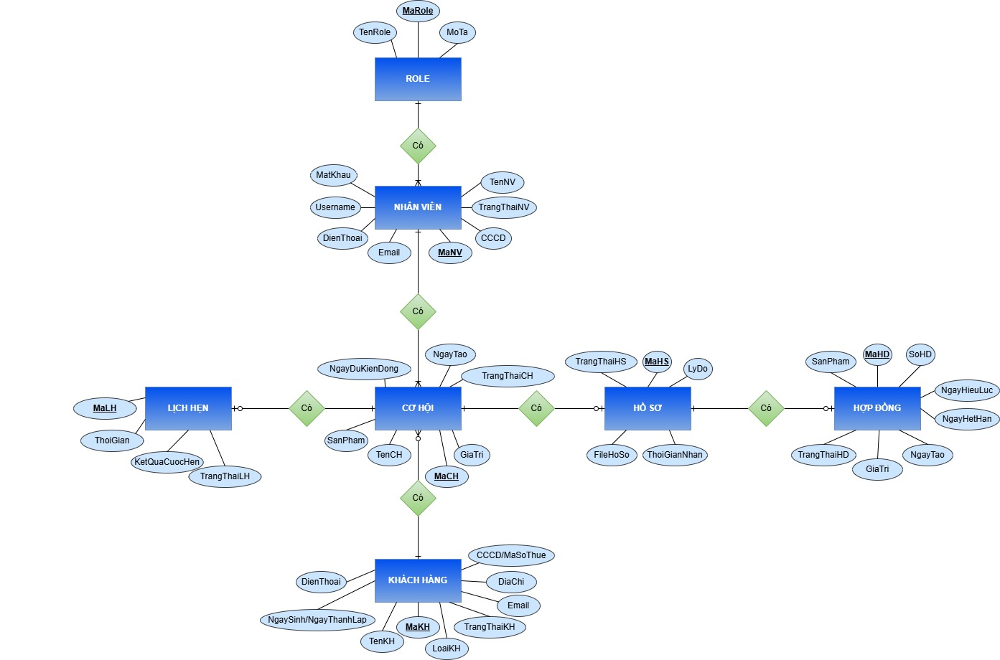 MaRole
TenRole
MoTa
ROLE
Có
MatKhau
TenNV
Username
NHÂN VIÊN
TrangThaiNV
DienThoai
CCCD
Email
MaNV
Có
NgayTao
NgayDuKienDong
TrangThaiCH
TrangThaiHS
MaHS
LyDo
SanPham
MaHD
SoHD
NgayHieuLuc
MaLH
LỊCH HẸN
Có
CƠ HỘI
Có
HỒ SƠ
Có
HỢP ĐỒNG
NgayHetHan
ThoiGian
SanPham
KetQuaCuocHen
TenCH
GiaTri
FileHoSo
ThoiGianNhan
TrangThaiHD
NgayTao
TrangThaiLH
MaCH
GiaTri
Có
CCCD/MaSoThue
DienThoai
KHÁCH HÀNG
DiaChi
Email
NgaySinh/NgayThanhLap
MaKH
TrangThaiKH
TenKH
LoaiKH